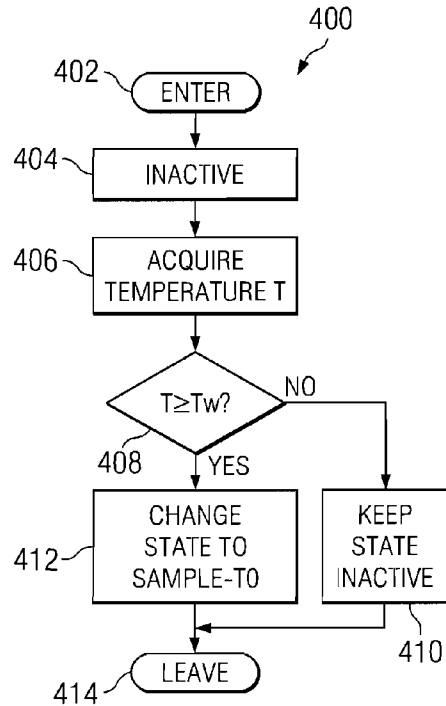 400
402
ENTER
404
INACTIVE
406
ACQUIRE
TEMPERATURE T
T≥Tw?
NO
408
YES
412
CHANGE
STATE TO
SAMPLE-T0
KEEP
STATE
INACTIVE
410
414
LEAVE